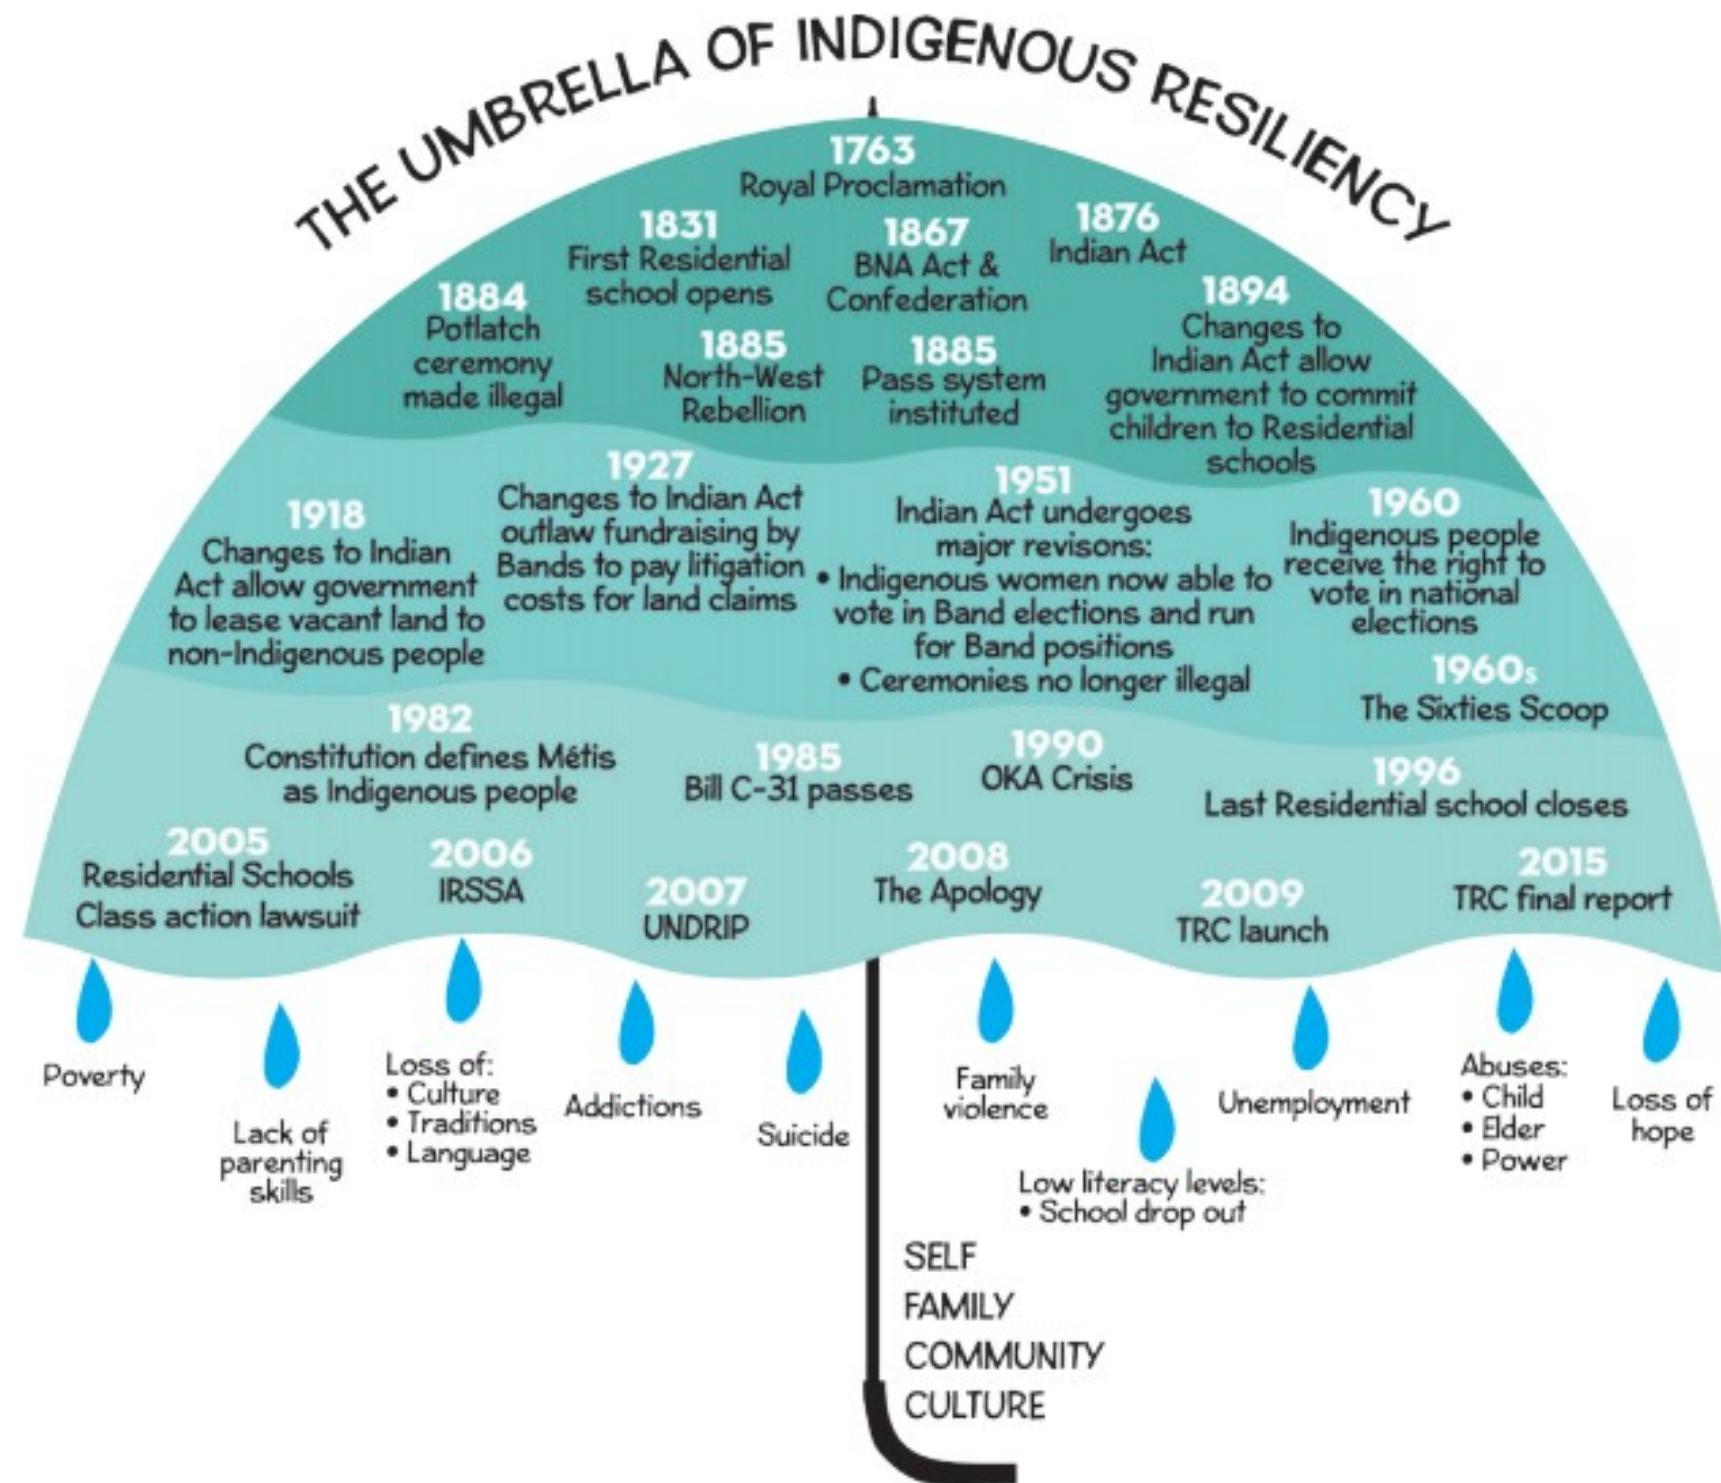 THE UMBRELLA OF INDIGENOUS RESILIENCY
1763
Royal Proclamation
1831
First Residential
school opens
1867
BNA Act &
Confederation
1876
Indian Act
1884
Potlatch
ceremony
made illegal
1885
North-West
Rebellion
1885
Pass system
instituted
1894
Changes to
Indian Act allow
government to commit
children to Residential
schools
1918
Changes to Indian
Act allow government
to lease vacant land to
non-Indigenous people
1927
Changes to Indian Act
outlaw fundraising by
Bands to pay litigation
costs for land claims
1951
Indian Act undergoes
major revisons:
• Indigenous women now able to
vote in Band elections and run
for Band positions
• Ceremonies no longer illegal
1960
Indigenous people
receive the right to
vote in national
elections
1960s
The Sixties Scoop
1982
Constitution defines Métis
as Indigenous people
1985
Bill C-31 passes
1990
OKA Crisis
1996
Last Residential school closes
2005
Residential Schools
Class action lawsuit
2006
IRSSA
2007
UNDRIP
2008
The Apology
2009
TRC launch
2015
TRC final report
Poverty
Lack of
parenting
skills
Loss of:
• Culture
• Traditions
• Language
Addictions
Suicide
Family
violence
Low literacy levels:
• School drop out
Unemployment
Abuses:
• Child
• Elder
• Power
Loss of
hope
SELF
FAMILY
COMMUNITY
CULTURE